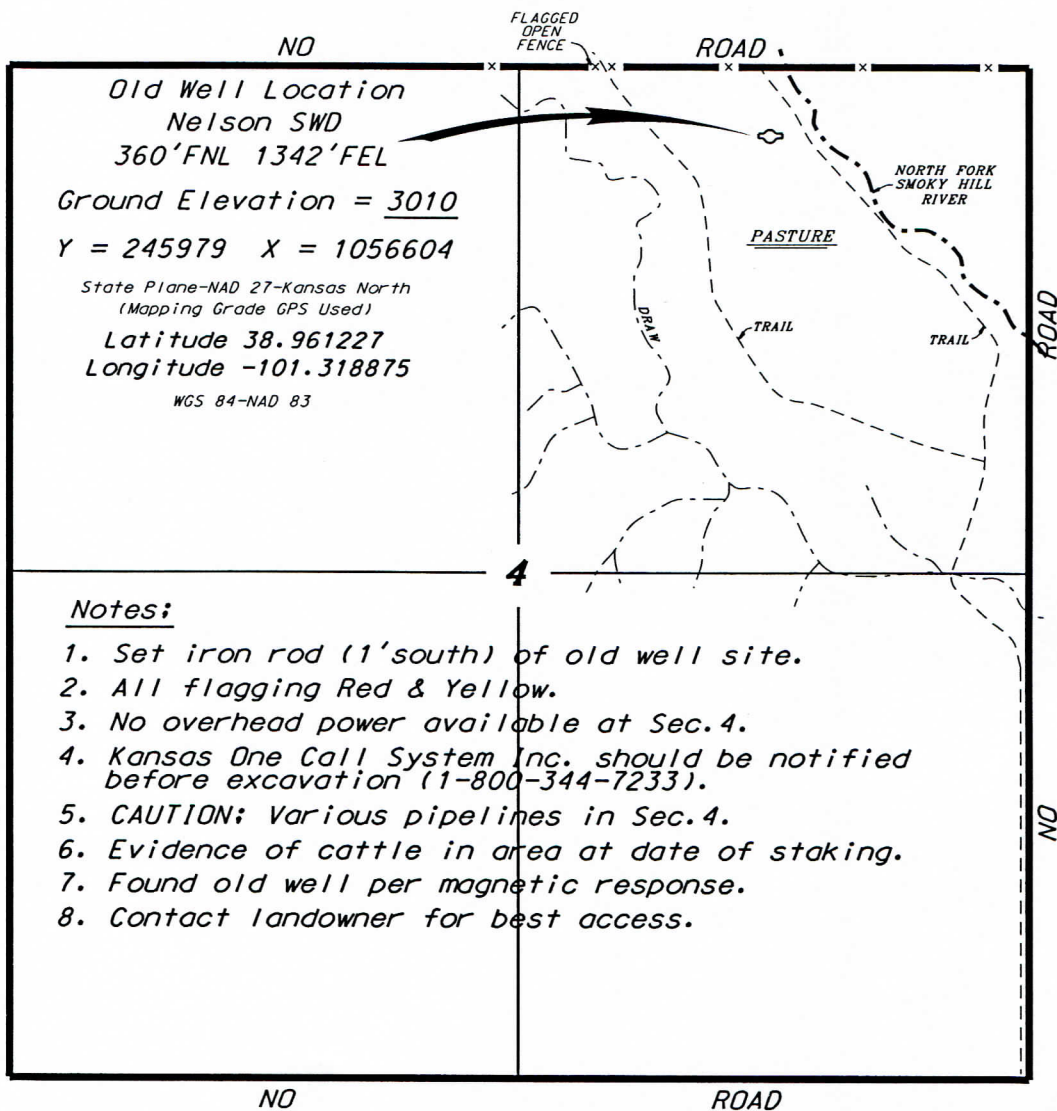 FLAGGED
OPEN
FENCE
NO ROAD
Old Well Location
Nelson SWD
360'FNL 1342'FEL
Ground Elevation = 3010
Y = 245979 X = 1056604
State Plane-NAD 27-Kansas North
(Mapping Grade GPS Used)
Latitude 38.961227
Longitude -101.318875
WGS 84-NAD 83
NORTH FORK
SMOKY HILL
RIVER
PASTURE
DRAW
TRAIL
TRAIL
NO ROAD
4
Notes:
1. Set iron rod (1'south) of old well site.
2. All flagging Red & Yellow.
3. No overhead power available at Sec.4.
4. Kansas One Call System Inc. should be notified
before excavation (1-800-344-7233).
5. CAUTION: Various pipelines in Sec.4.
6. Evidence of cattle in area at date of staking.
7. Found old well per magnetic response.
8. Contact landowner for best access.
NO ROAD